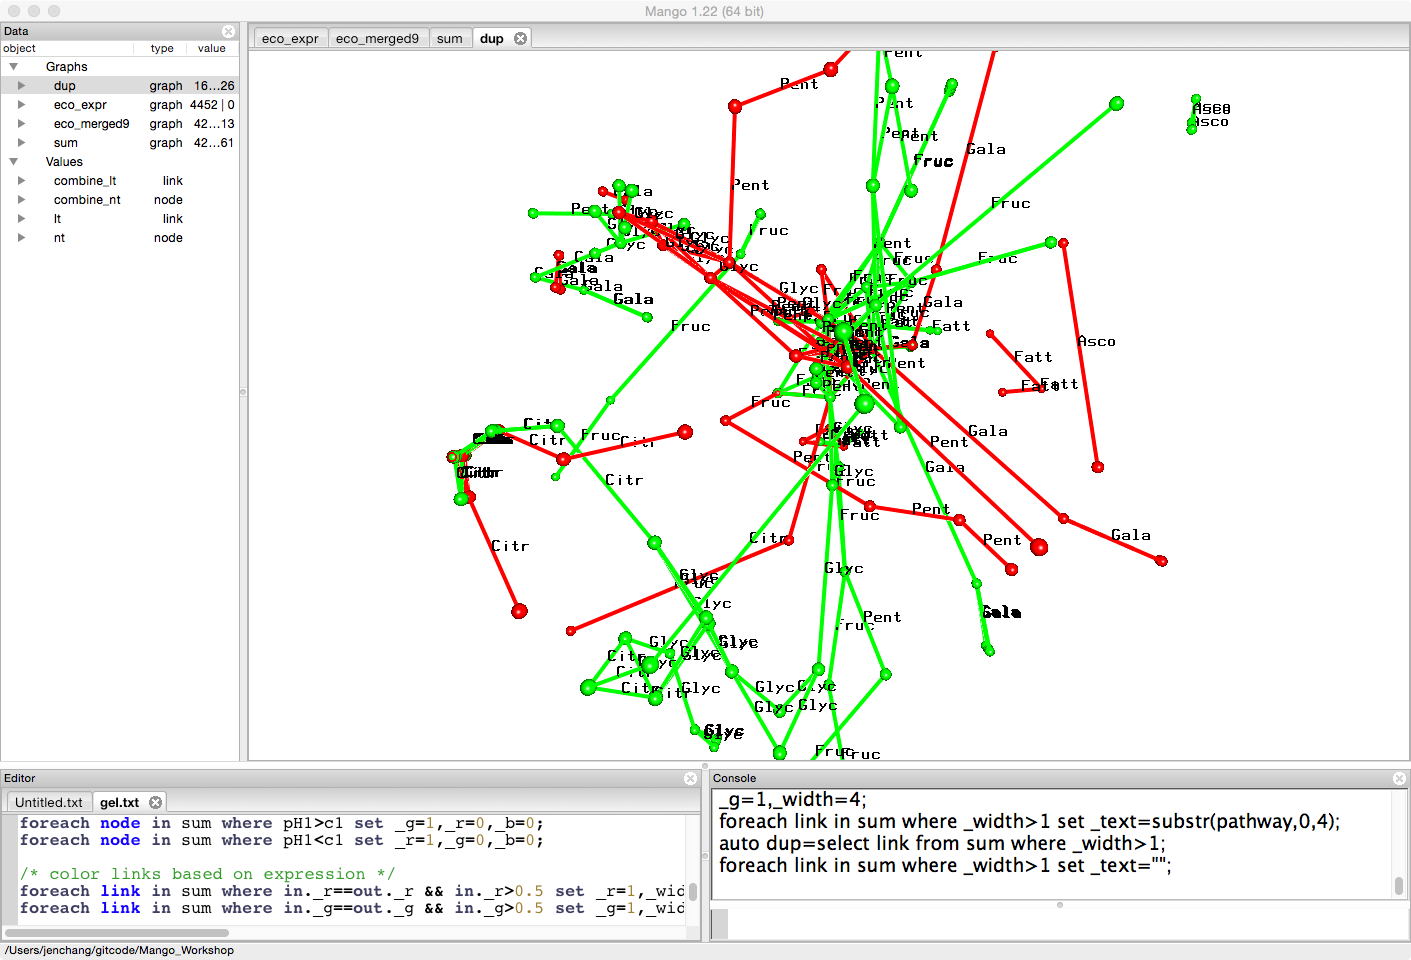 Mango 1.22 (64 bit)
Data
object type value
Graphs
dup graph 16...26
eco_expr graph 4452 | 0
eco_merged9 graph 42...13
sum graph 42...61
Values
combine_lt link
combine_nt node
lt link
nt node
eco_expr eco_merged9 sum dup
Pent
Pent
Pent
Asco
Asco
Pent
Gala
Fruc
Pent
Fruc
Fruc
Glyc
Gala
Gala
Gala
Gala
Fruc
Glyc
Fruc
Gala
Asco
Fatt
Fatt
Fruc
Citr
Citr
Fruc
Citr
Citr
Gala
Pent
Gala
Pent
Glyc
Fruc
Fruc
Pent
Pent
Gala
Citr
Citr
Glyc
Glyc
Glyc
Pent
Gala
Glyc
Glyc
Glyc
Citr
Citr
Glyc
Glyc
Glyc
Glyc
Glyc
Glyc
Fruc
Fruc
Editor
Untitled.txt gel.txt
foreach node in sum where pH1>c1 set _g=1,_r=0,_b=0;
foreach node in sum where pH1<c1 set _r=1,_g=0,_b=0;
/* color links based on expression */
foreach link in sum where in._r==out._r && in._r>0.5 set _r=1,_wid
foreach link in sum where in._g==out._g && in._g>0.5 set _g=1,_wid
Console
_g=1,_width=4;
foreach link in sum where _width>1 set _text=substr(pathway,0,4);
auto dup=select link from sum where _width>1;
foreach link in sum where _width>1 set _text="";
/Users/jenchang/gitcode/Mango_Workshop